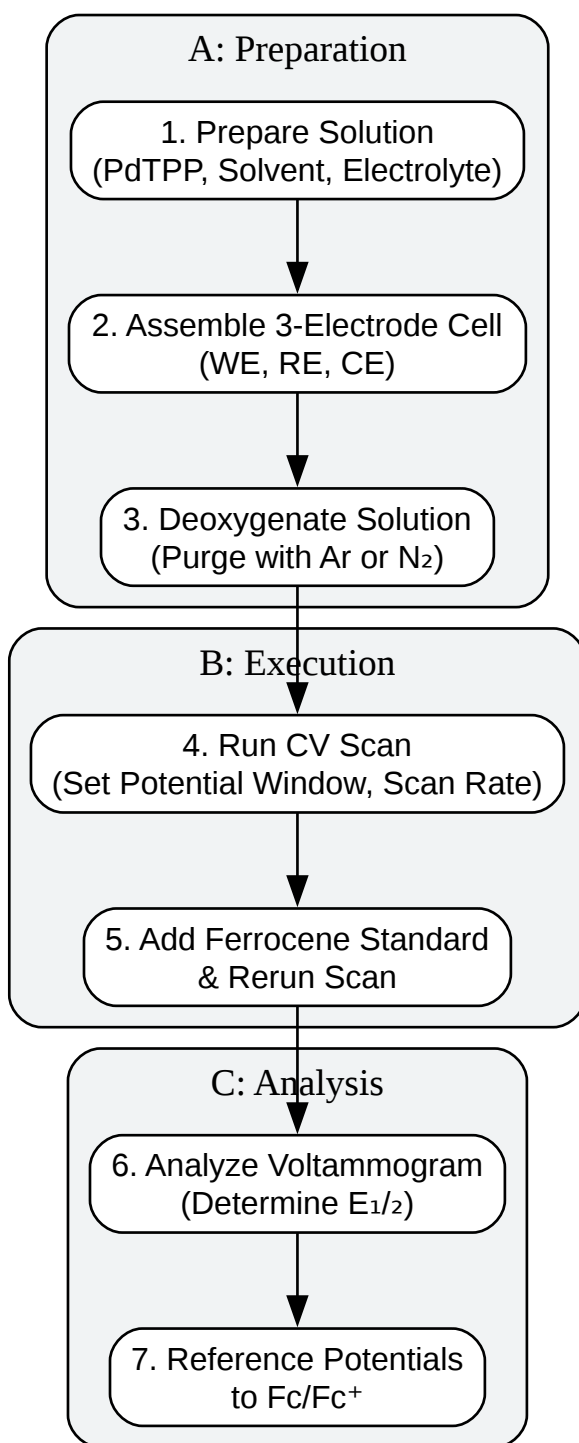 A: Preparation
1. Prepare Solution
(PdTPP, Solvent, Electrolyte)
2. Assemble 3-Electrode Cell
(WE, RE, CE)
3. Deoxygenate Solution
(Purge with Ar or N₂)
B: Execution
4. Run CV Scan
(Set Potential Window, Scan Rate)
5. Add Ferrocene Standard
& Rerun Scan
C: Analysis
6. Analyze Voltammogram
(Determine E₁/₂)
7. Reference Potentials
to Fc/Fc⁺